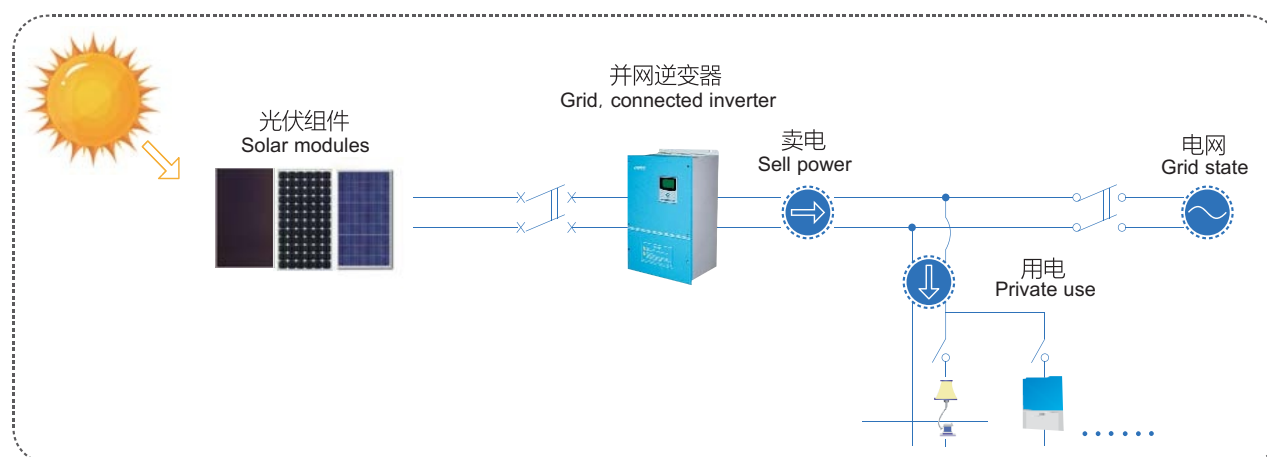 并网逆变器
Grid, connected inverter
光伏组件
Solar modules
卖电
Sell power
电网
Grid state
用电
Private use